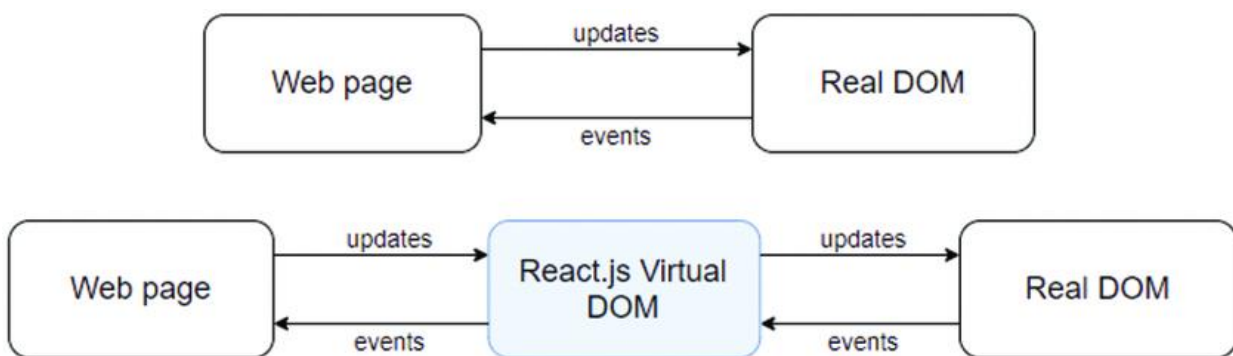 updates
Web page
Real DOM
events
updates
updates
Web page
React.js Virtual
DOM
Real DOM
events
events